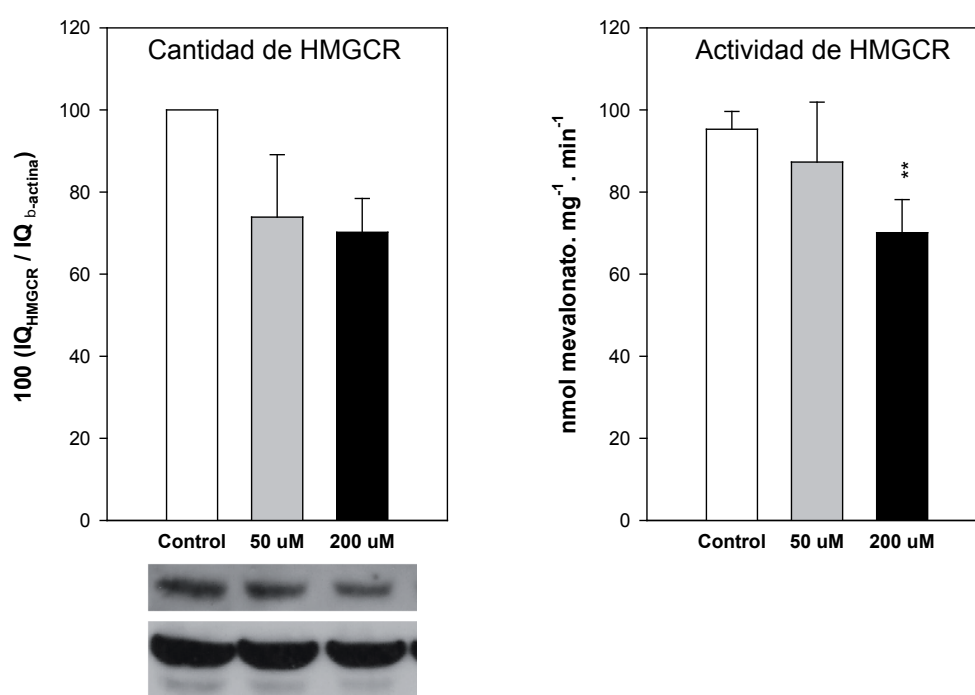 Cantidad de HMGCR
120
100
80
60
40
20
0
100 (IQHMGCR / IQ b-actina)
Control 50 uM 200 uM
Actividad de HMGCR
120
100
80
60
40
20
0
nmol mevalonato. mg-1. min-1
**
Control 50 uM 200 uM